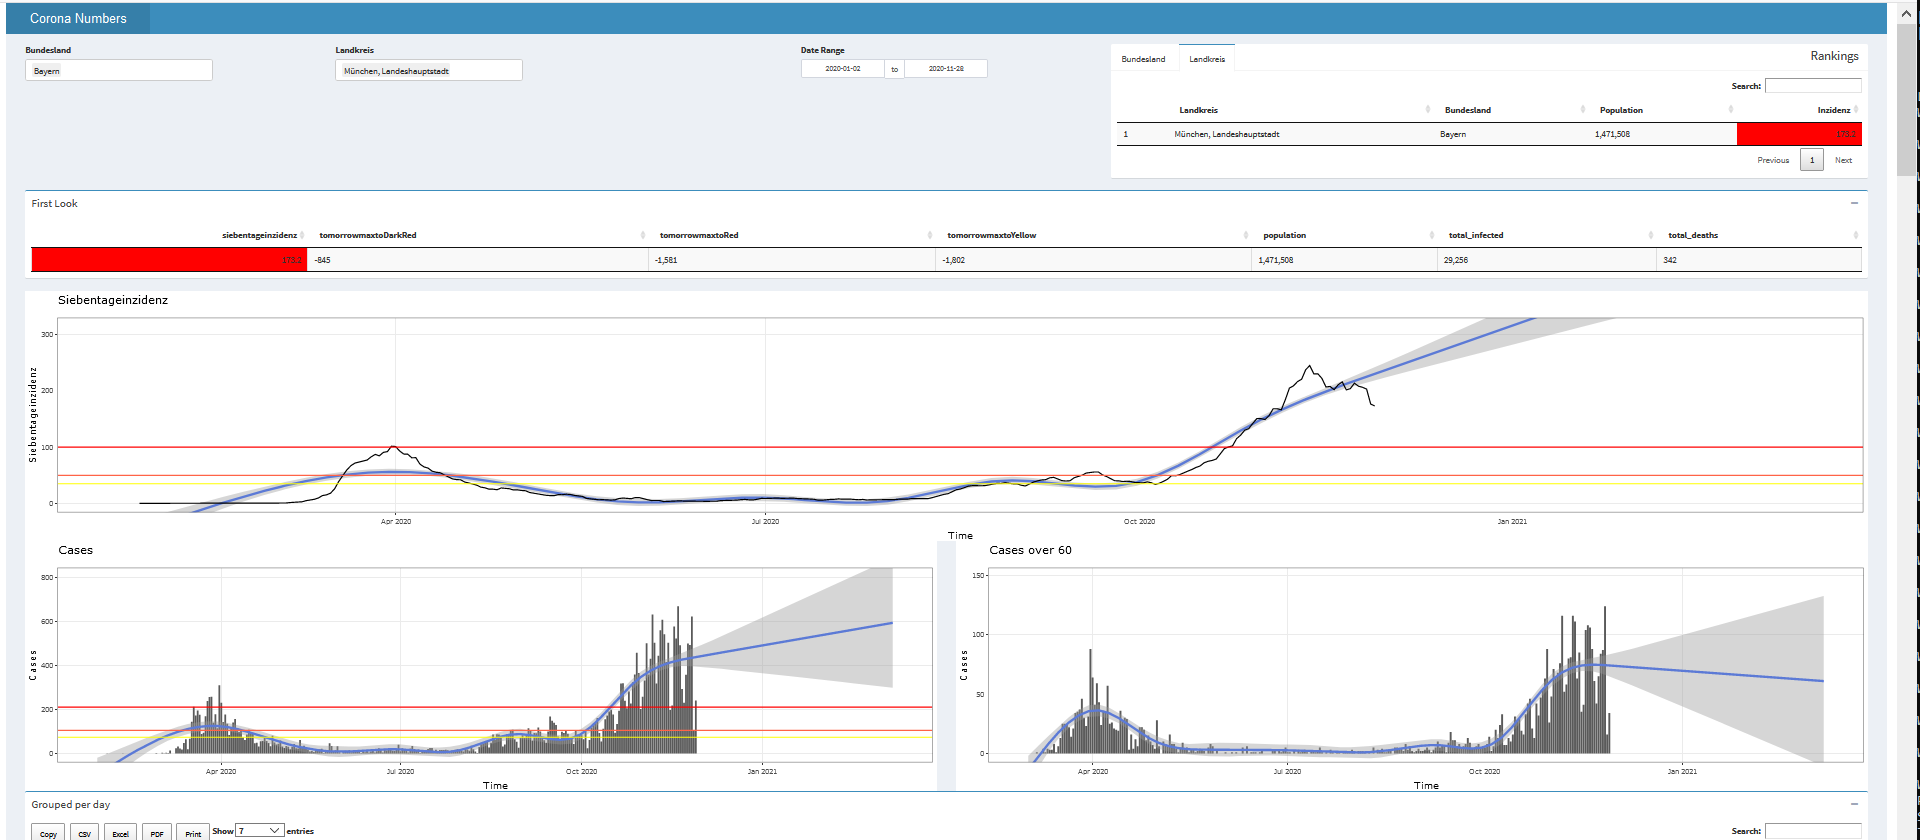 Corona Numbers
Bundesland
Bayern
Landkreis
München, Landeshauptstadt
Date Range
2020-01-02 to 2020-11-28
Bundesland Landkreis Rankings
Search:
Landkreis Bundesland Population Inzidenz
1 München, Landeshauptstadt Bayern 1,471,508 173.2
Previous 1 Next
First Look
siebentageinzidenz tomorrowmaxtoDarkRed tomorrowmaxtoRed tomorrowmaxtoYellow population total_infected total_deaths
173.2 -845 -1,581 -1,802 1,471,508 29,256 342
Siebentageinzidenz
Siebentageinzidenz
300
200
100
0
Apr 2020 Jul 2020 Oct 2020 Jan 2021
Time
Cases
Cases
800
600
400
200
0
Apr 2020 Jul 2020 Oct 2020 Jan 2021
Time
Cases over 60
Cases
150
100
50
0
Apr 2020 Jul 2020 Oct 2020 Jan 2021
Time
Grouped per day
Copy CSV Excel PDF Print Show 7 entries
Search: